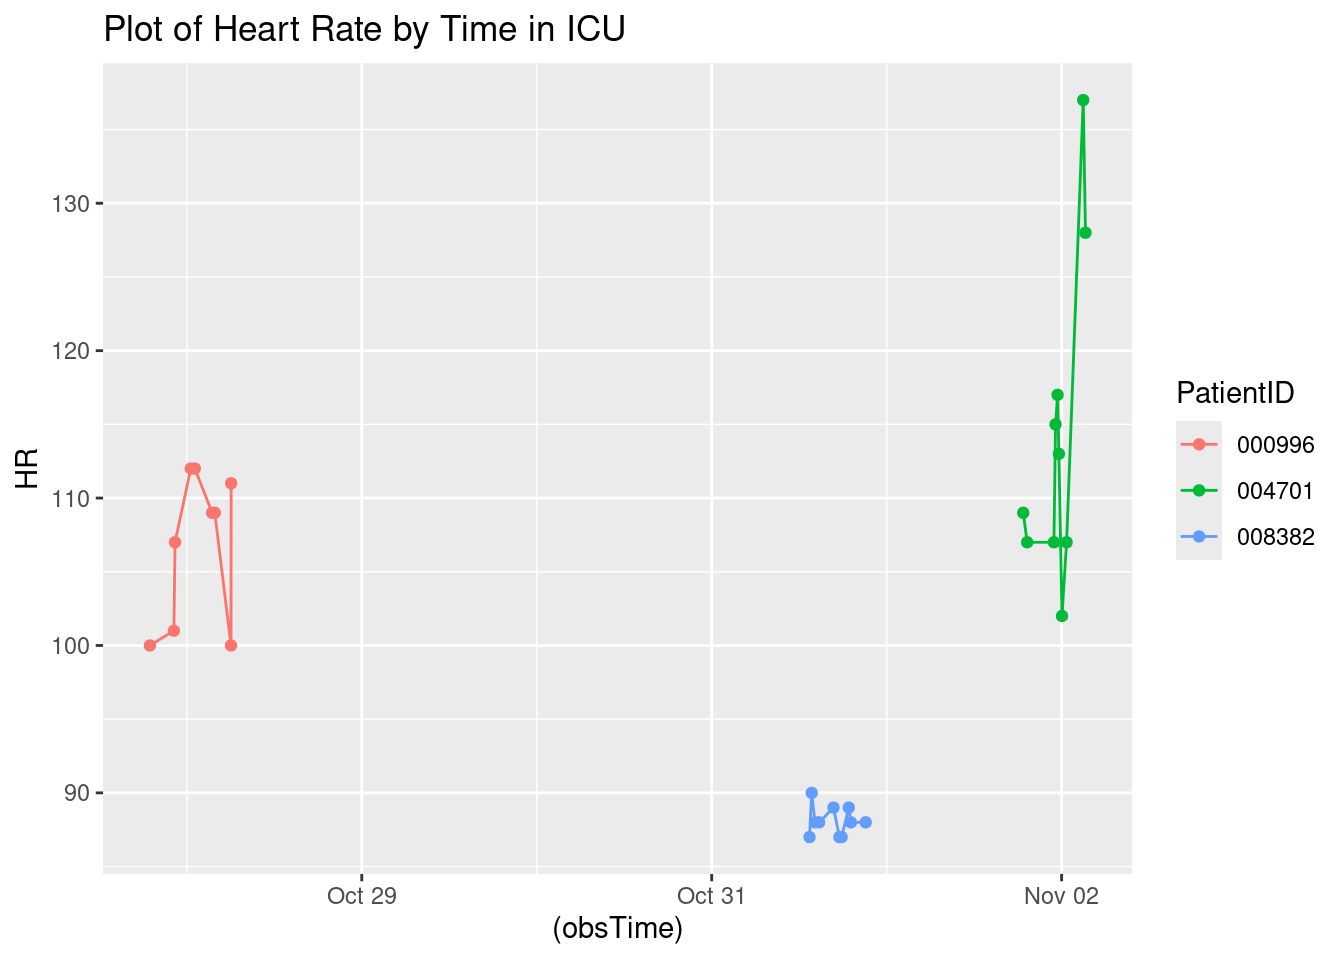 Plot of Heart Rate by Time in ICU
HR
130
120
110
100
90
Oct 29
Oct 31
Nov 02
(obsTime)
PatientID
000996
004701
008382